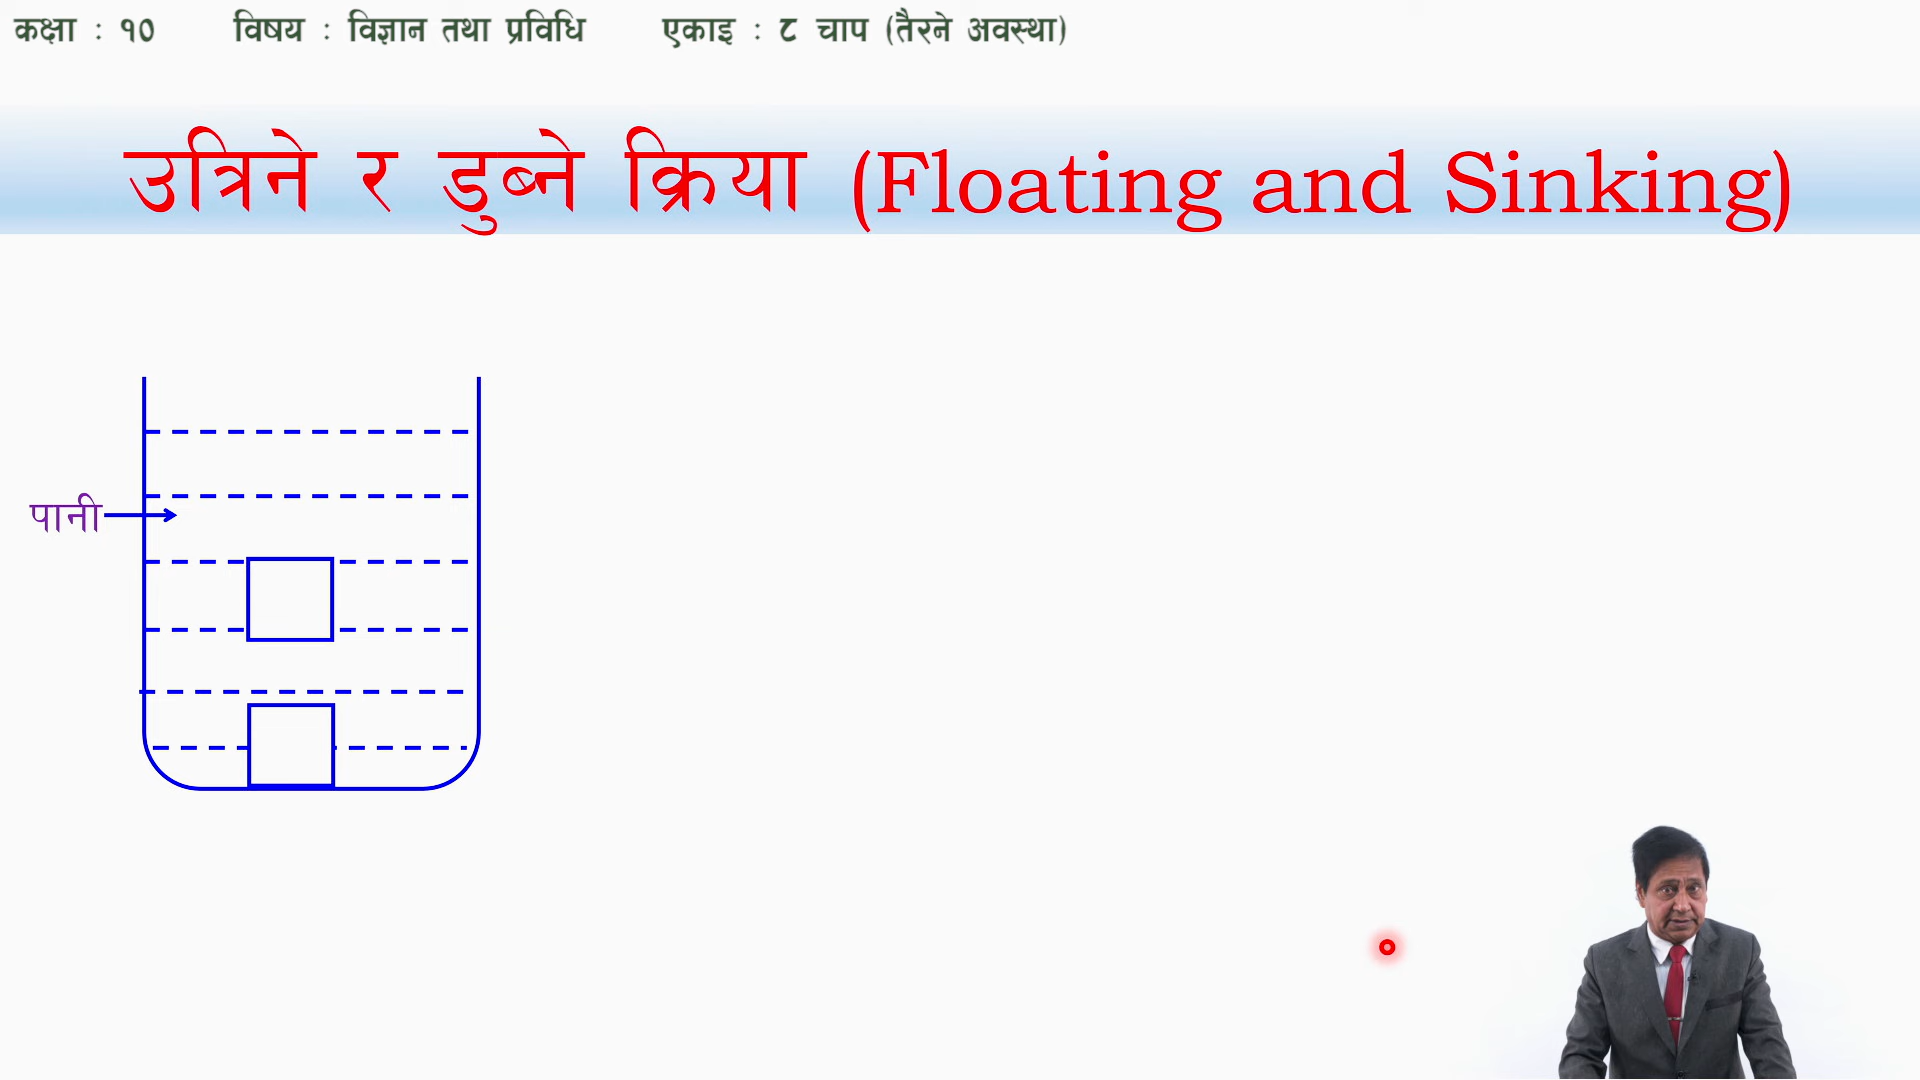 कक्षा : १० विषय : विज्ञान तथा प्रविधि एकाइ : ८ चाप (तैरने अवस्था)
उत्रिने र डुब्ने क्रिया (Floating and Sinking)
पानी